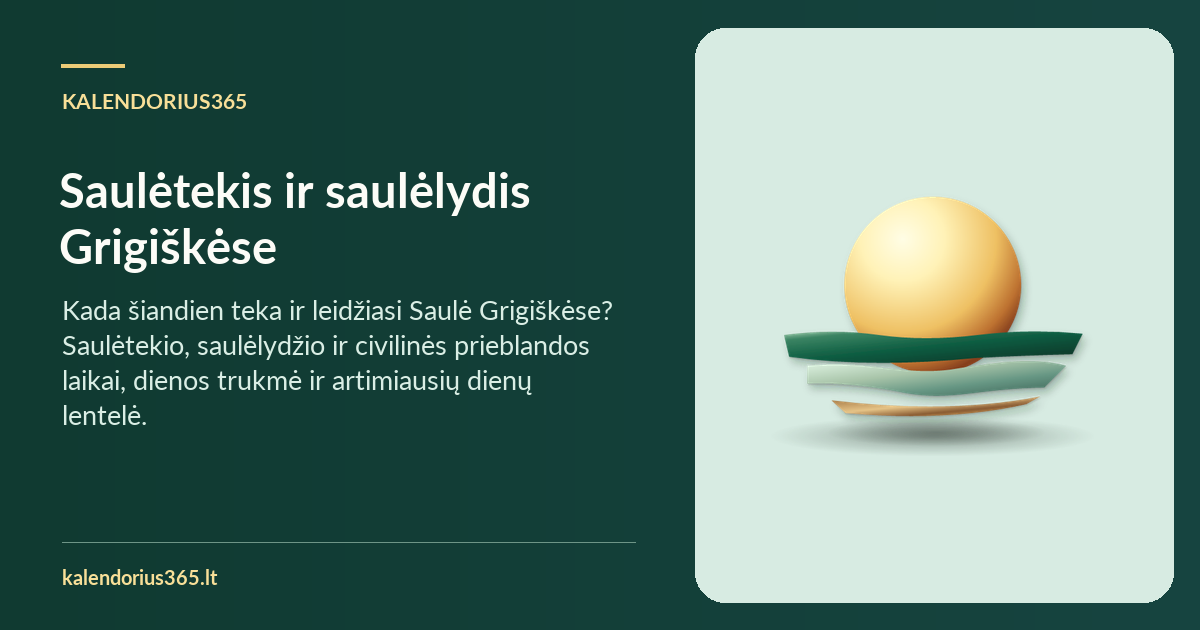 KALENDORIUS365
Saulėtekis ir saulėlydis
Grigiškėse
Kada šiandien teka ir leidžiasi Saulė Grigiškėse?
Saulėtekio, saulėlydžio ir civilinės prieblandos
laikai, dienos trukmė ir artimiausių dienų
lentelė.
kalendorius365.lt